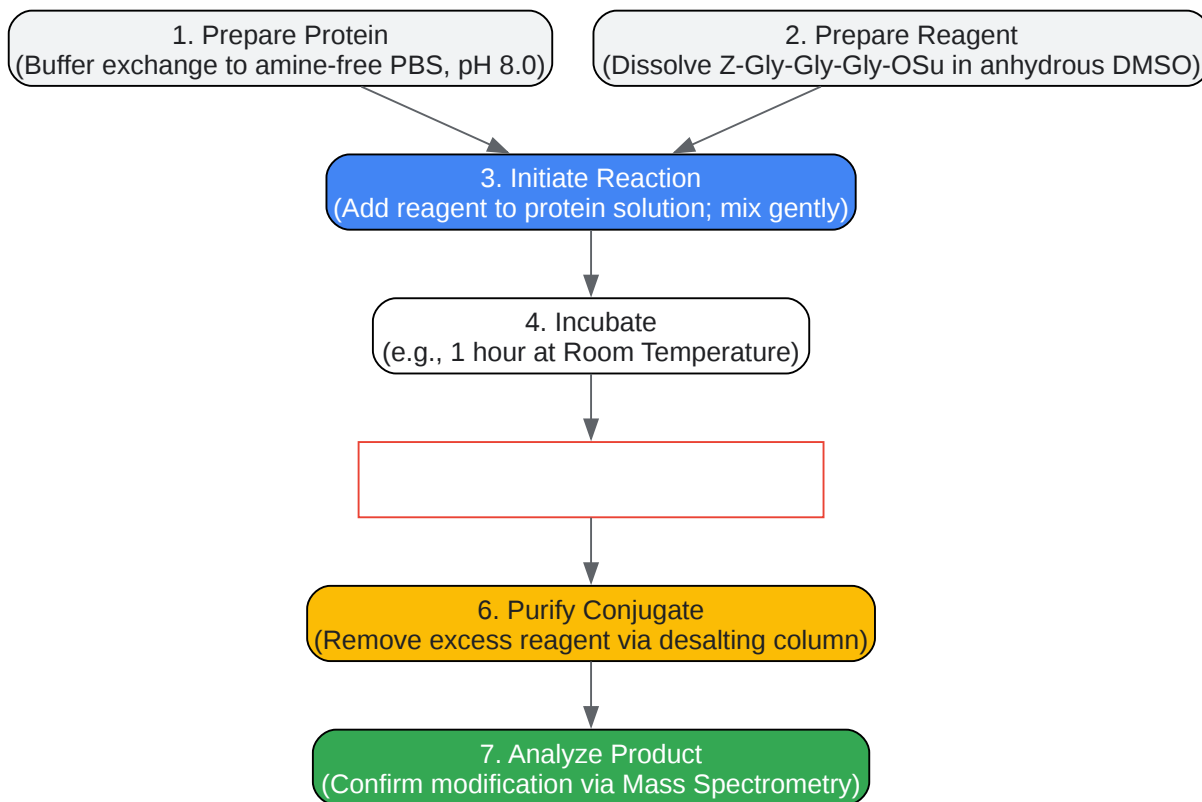 1. Prepare Protein
(Buffer exchange to amine-free PBS, pH 8.0)
2. Prepare Reagent
(Dissolve Z-Gly-Gly-Gly-OSu in anhydrous DMSO)
3. Initiate Reaction
(Add reagent to protein solution; mix gently)
4. Incubate
(e.g., 1 hour at Room Temperature)
6. Purify Conjugate
(Remove excess reagent via desalting column)
7. Analyze Product
(Confirm modification via Mass Spectrometry)